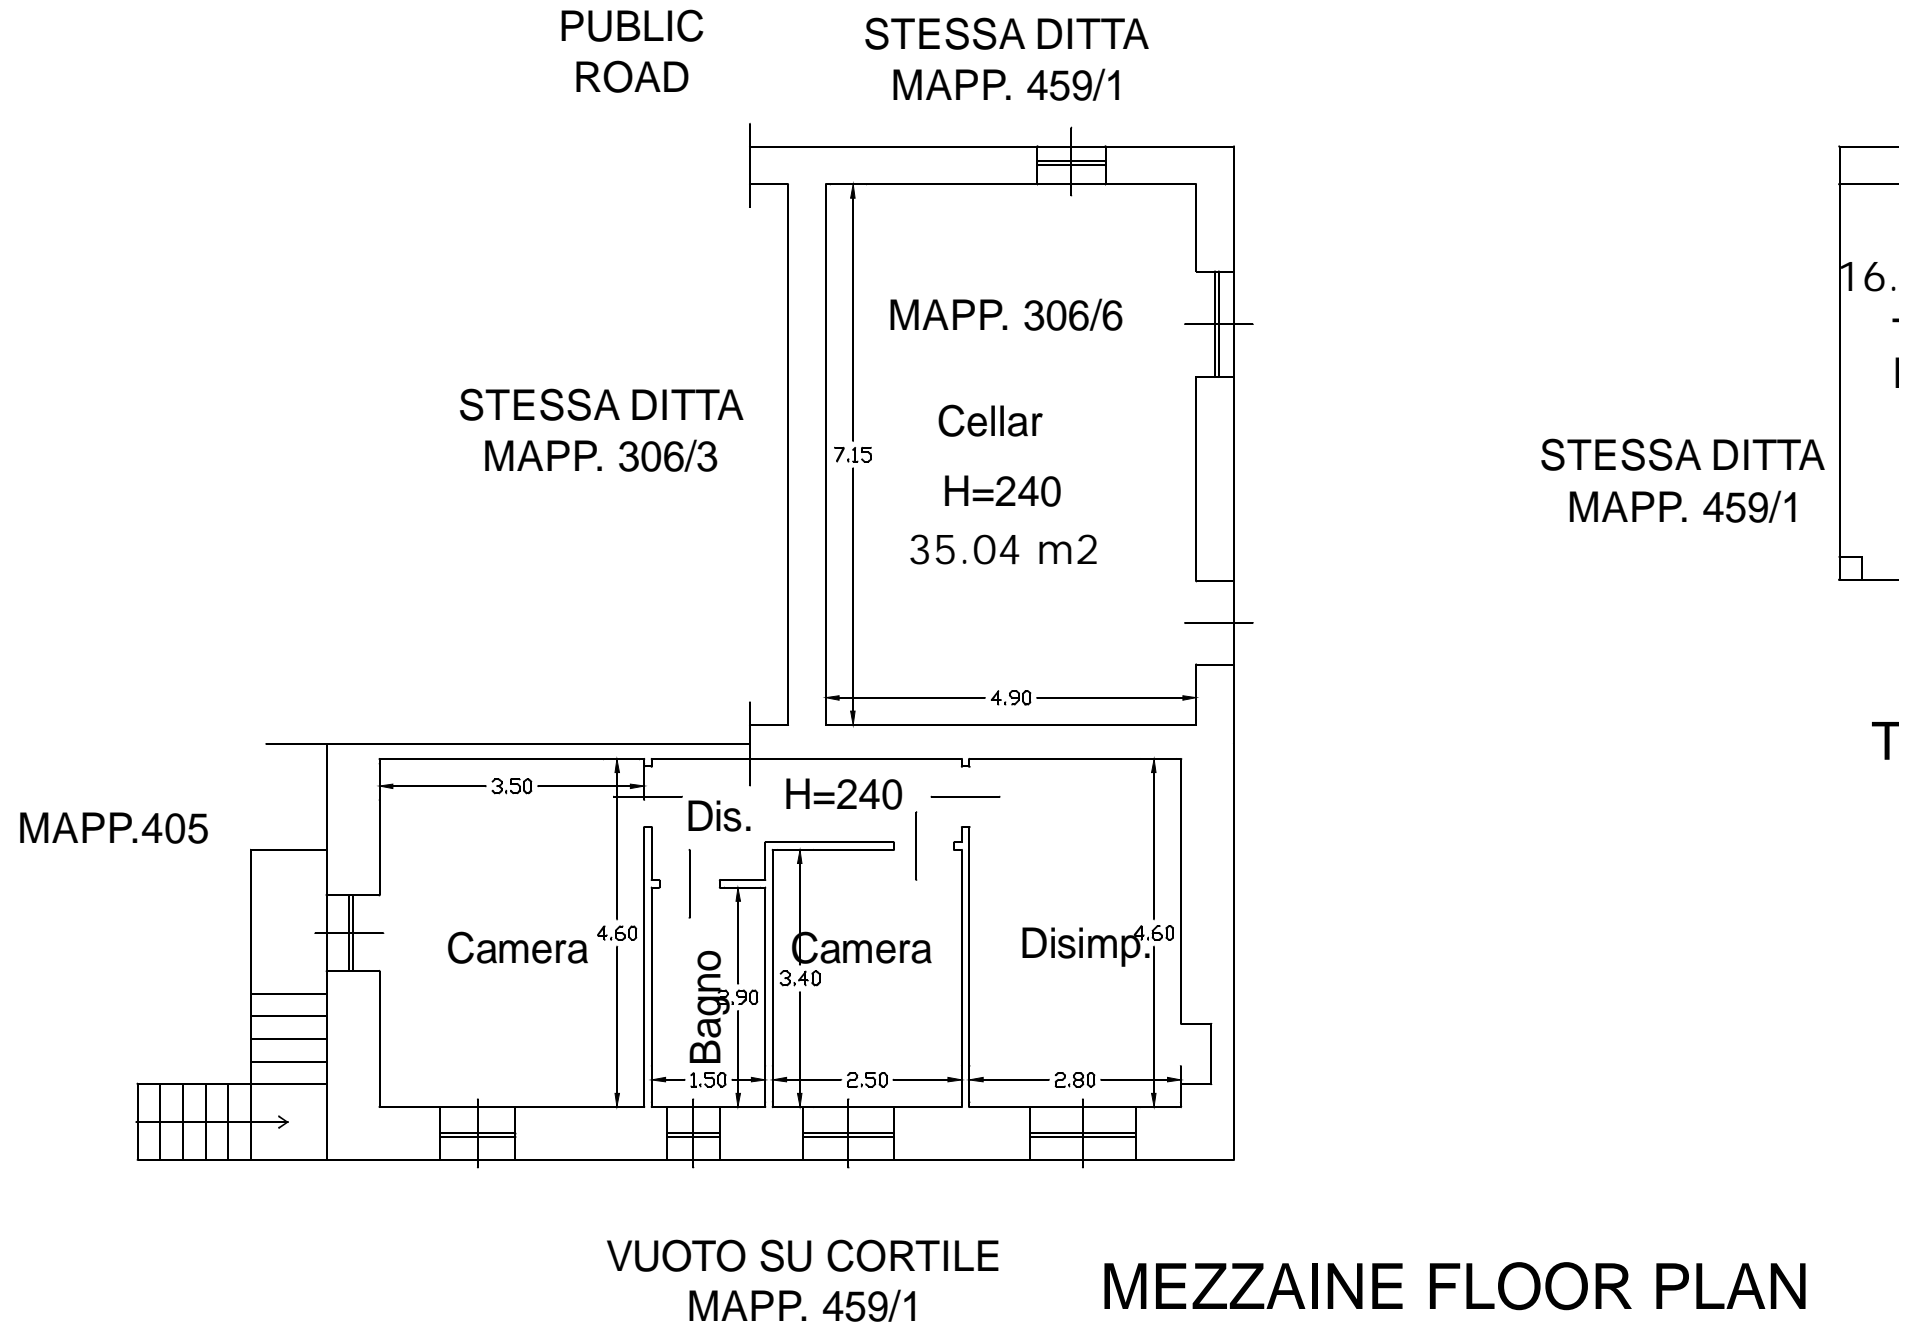 PUBLIC
ROAD
STESSA DITTA
MAPP. 459/1
MAPP. 306/6
16.
STESSA DITTA
MAPP. 306/3
Cellar
7.15
H=240
35.04 m2
STESSA DITTA
MAPP. 459/1
4.90
T
3.50
H=240
Dis.
MAPP.405
4.60
Camera
Bagno
2.90
3.40
Camera
Disimp.
4.60
1.50
2.50
2.80
VUOTO SU CORTILE
MAPP. 459/1
MEZZAINE FLOOR PLAN